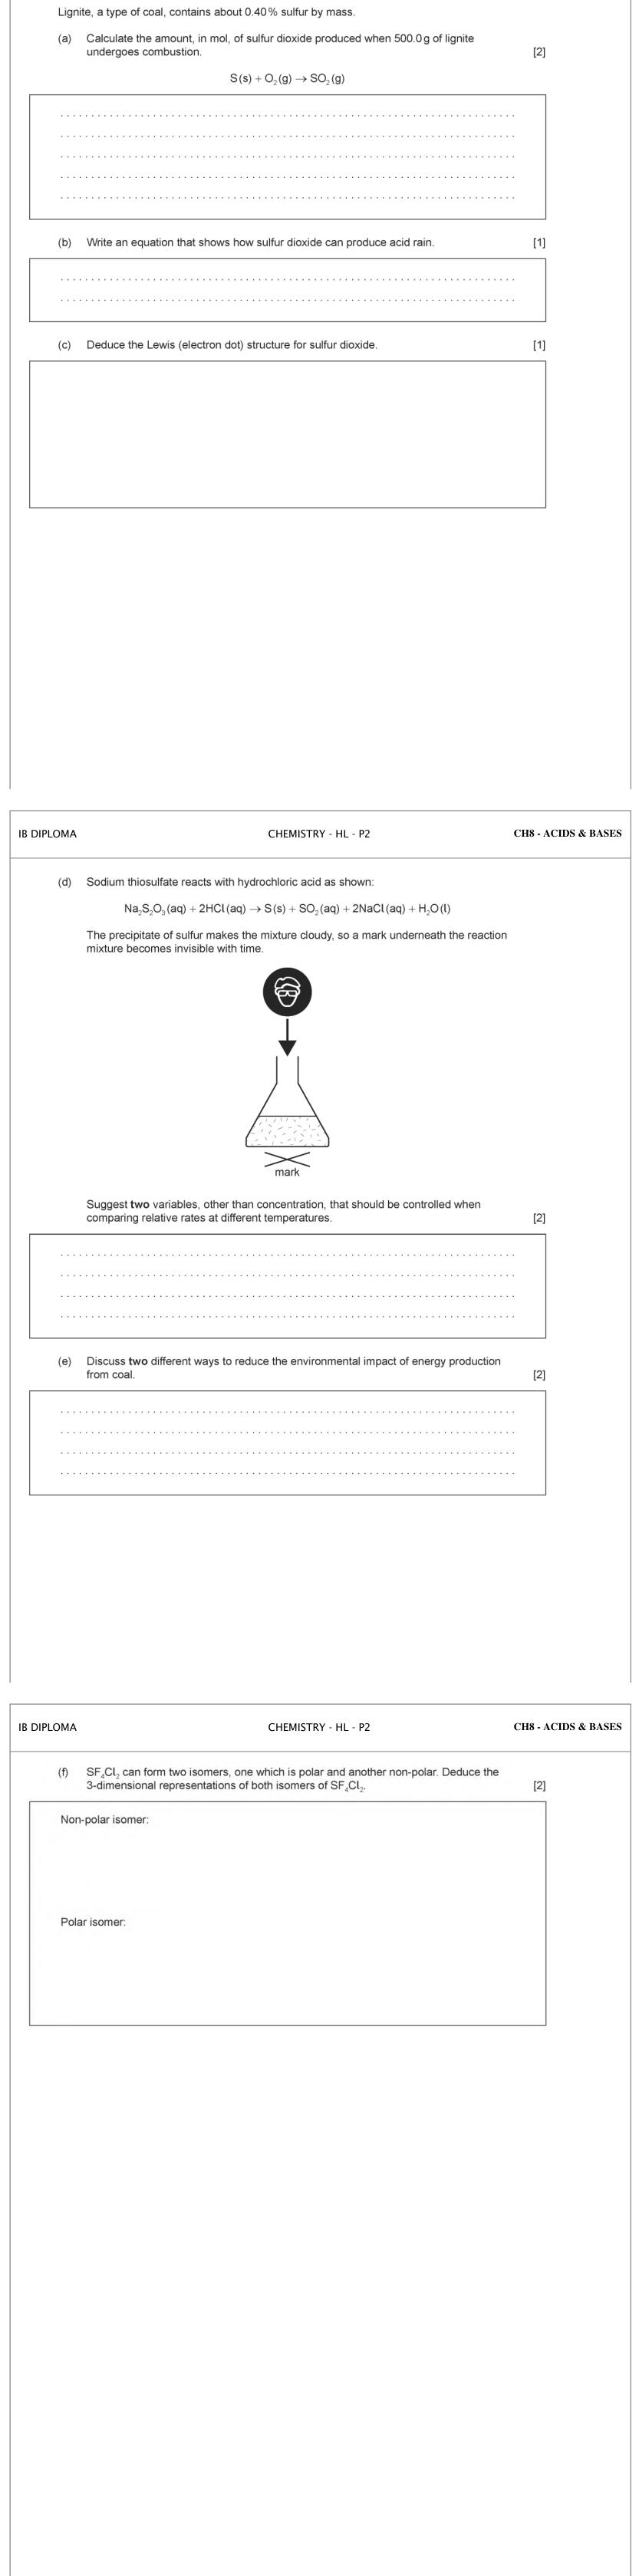 Lignite, a type of coal, contains about 0.40% sulfur by mass.
(a) Calculate the amount, in mol, of sulfur dioxide produced when 500.0 g of lignite
undergoes combustion. [2]
S(s) + O₂(g) → SO₂(g)
(b) Write an equation that shows how sulfur dioxide can produce acid rain. [1]
(c) Deduce the Lewis (electron dot) structure for sulfur dioxide. [1]
IB DIPLOMA CHEMISTRY - HL - P2 CH8 - ACIDS & BASES
(d) Sodium thiosulfate reacts with hydrochloric acid as shown:
Na₂S₂O₃(aq) + 2HCl(aq) → S(s) + SO₂(aq) + 2NaCl(aq) + H₂O(l)
The precipitate of sulfur makes the mixture cloudy, so a mark underneath the reaction
mixture becomes invisible with time.
mark
Suggest two variables, other than concentration, that should be controlled when
comparing relative rates at different temperatures. [2]
(e) Discuss two different ways to reduce the environmental impact of energy production
from coal. [2]
IB DIPLOMA CHEMISTRY - HL - P2 CH8 - ACIDS & BASES
(f) SF₄Cl₂ can form two isomers, one which is polar and another non-polar. Deduce the
3-dimensional representations of both isomers of SF₄Cl₂. [2]
Non-polar isomer:
Polar isomer: